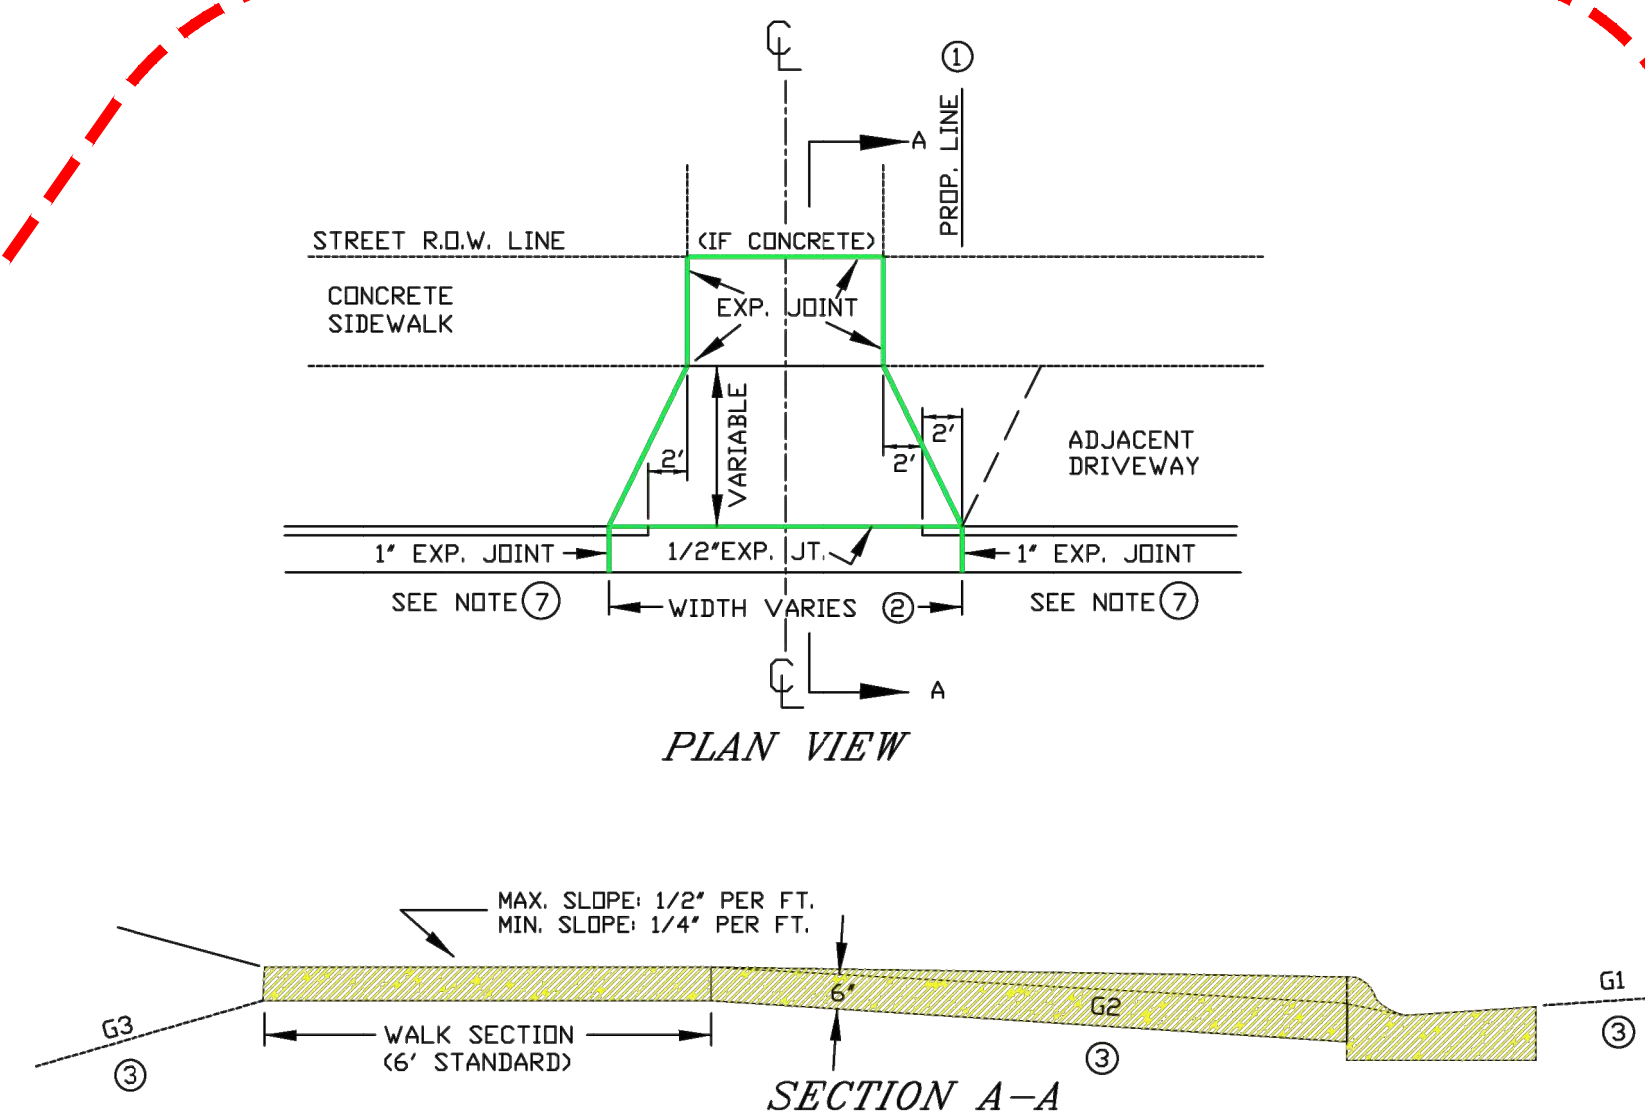 ℄
1
PROP. LINE
A
STREET R.O.W. LINE
(IF CONCRETE)
CONCRETE
SIDEWALK
EXP. JOINT
VARIABLE
2'
2'
2'
ADJACENT
DRIVEWAY
1" EXP. JOINT
1/2"EXP. JT.
1" EXP. JOINT
SEE NOTE 7
WIDTH VARIES 2
SEE NOTE 7
℄
A
PLAN VIEW
MAX. SLOPE: 1/2" PER FT.
MIN. SLOPE: 1/4" PER FT.
6"
G2
G1
G3
WALK SECTION
(6' STANDARD)
3
3
3
SECTION A-A